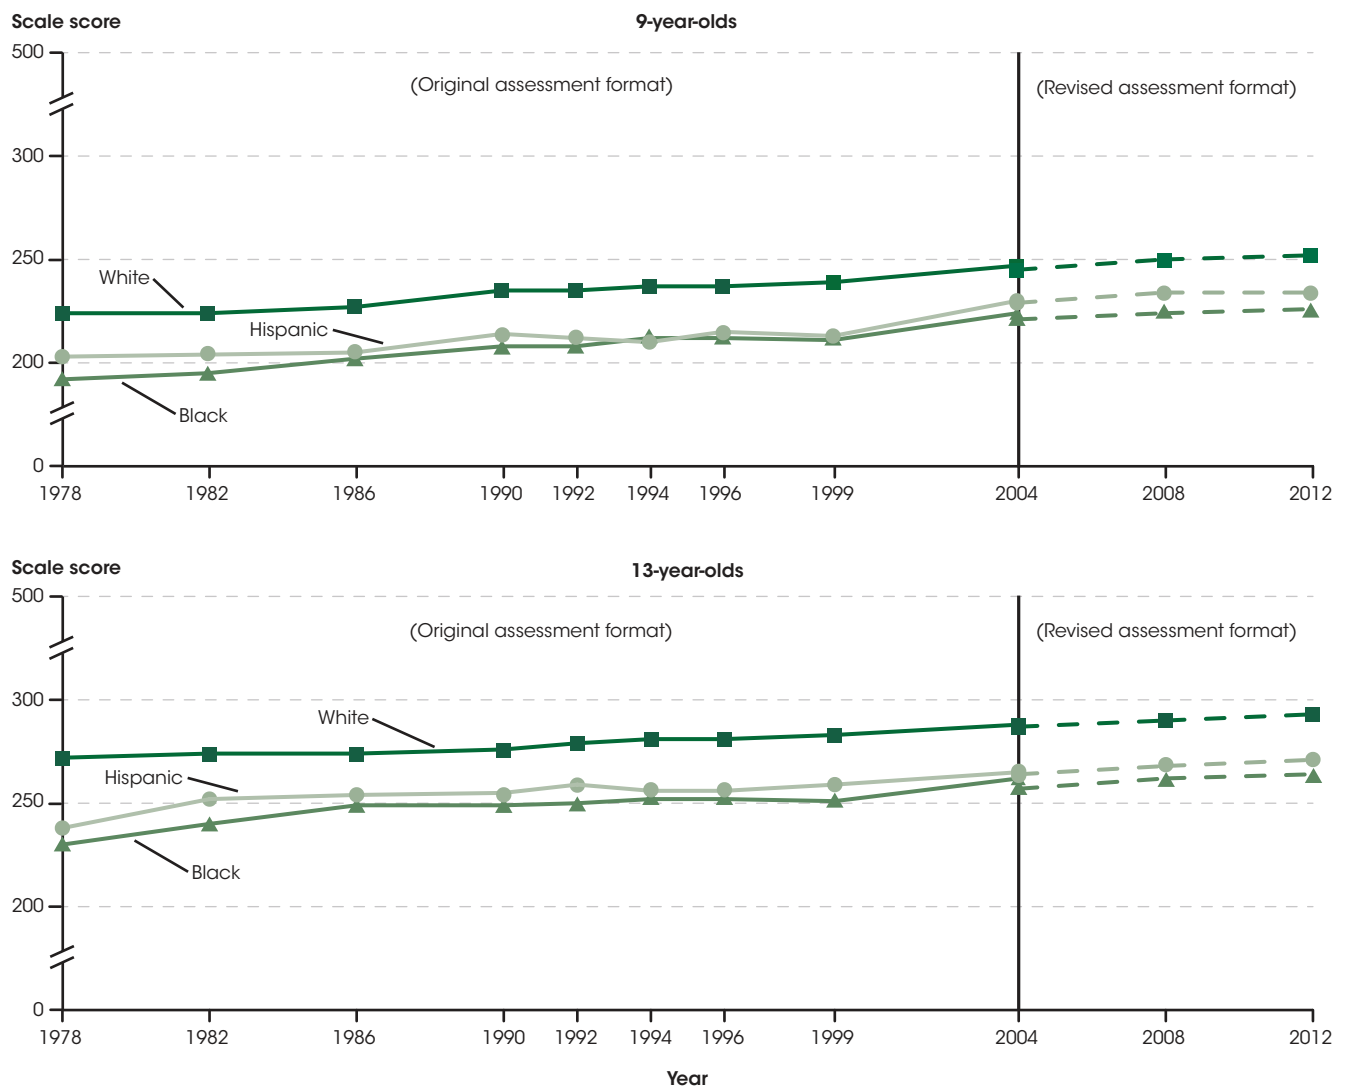 Scale score
9-year-olds
500
(Original assessment format)
(Revised assessment format)
300
250
White
Hispanic
200
Black
0
1978 1982 1986 1990 1992 1994 1996 1999 2004 2008 2012
Scale score
13-year-olds
500
(Original assessment format)
(Revised assessment format)
300
White
Hispanic
250
Black
200
0
1978 1982 1986 1990 1992 1994 1996 1999 2004 2008 2012
Year